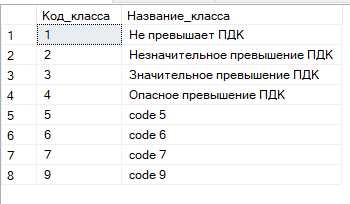 Код_класса Название_класса
1 1 Не превышает ПДК
2 2 Незначительное превышение ПДК
3 3 Значительное превышение ПДК
4 4 Опасное превышение ПДК
5 5 code 5
6 6 code 6
7 7 code 7
8 9 code 9